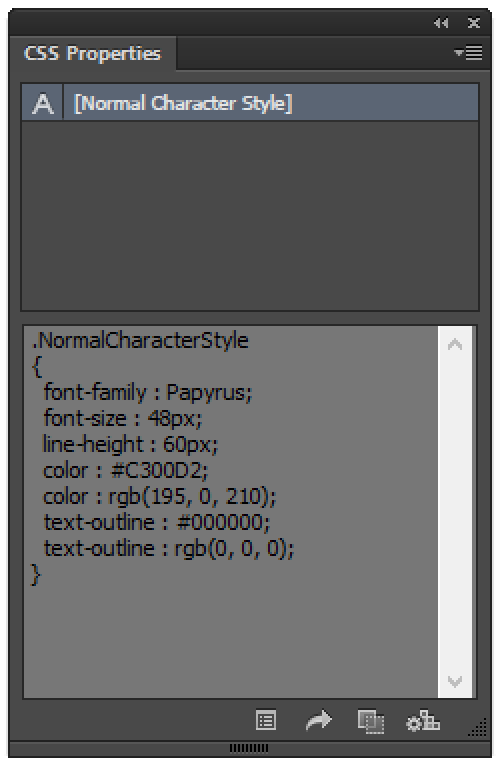 CSS Properties
A [Normal Character Style]
.NormalCharacterStyle
{
font-family : Papyrus;
font-size : 48px;
line-height : 60px;
color : #C300D2;
color : rgb(195, 0, 210);
text-outline : #000000;
text-outline : rgb(0, 0, 0);
}